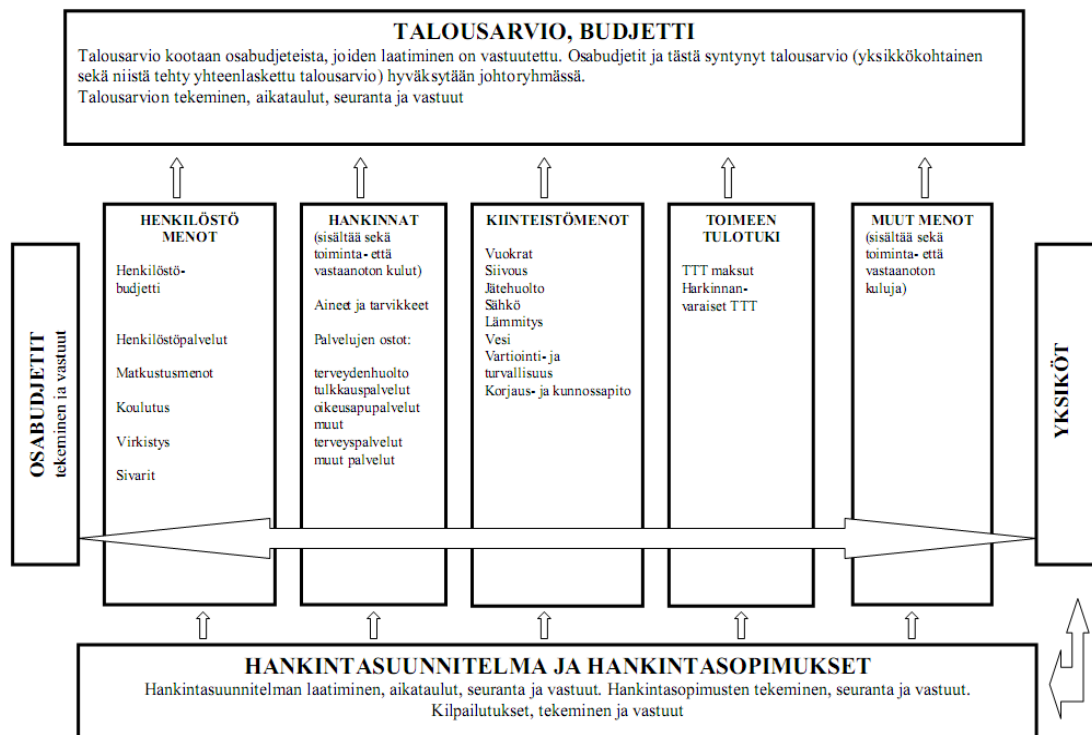 TALOUSARVIO, BUDJETTI
Talousarvio kootaan osabudjeteista, joiden laatiminen on vastuutettu. Osabudjetit ja tästä syntynyt talousarvio (yksikkökohtainen
sekä niistä tehty yhteenlaskettu talousarvio) hyväksytään johtoryhmässä.
Talousarvion tekeminen, aikataulut, seuranta ja vastuut
OSABUDJETIT
tekeminen ja vastuut
HENKILÖSTÖ
MENOT
Henkilöstö-
budjetti
Henkilöstöpalvelut
Matkustusmenot
Koulutus
Virkistys
Sivarit
HANKINNAT
(sisältää sekä
toiminta- että
vastaanoton kulut)
Aineet ja tarvikkeet
Palvelujen ostot:
terveydenhuolto
tulkkauspalvelut
oikeusapupalvelut
muut
terveyspalvelut
muut palvelut
KIINTEISTÖMENOT
Vuokrat
Siivous
Jätehuolto
Sähkö
Lämmitys
Vesi
Vartiointi- ja
turvallisuus
Korjaus- ja kunnossapito
TOIMEEN
TULOTUKI
TTT maksut
Harkinnan-
varaiset TTT
MUUT MENOT
(sisältää sekä
toiminta- että
vastaanoton
kuluja)
YKSIKÖT
HANKINTASUUNNITELMA JA HANKINTASOPIMUKSET
Hankintasuunnitelman laatiminen, aikataulut, seuranta ja vastuut. Hankintasopimusten tekeminen, seuranta ja vastuut.
Kilpailutukset, tekeminen ja vastuut